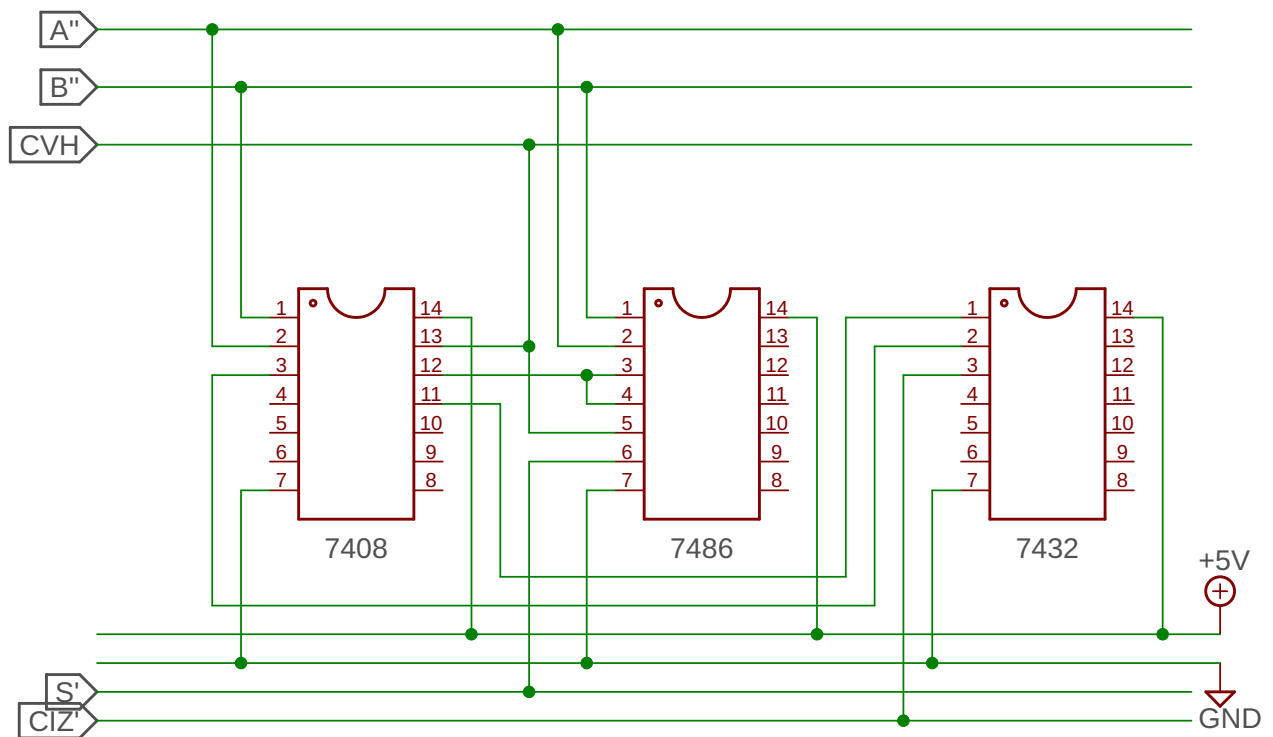 A"
B"
CVH
1 14 1 14 1 14
2 13 2 13 2 13
3 12 3 12 3 12
4 11 4 11 4 11
5 10 5 10 5 10
6 9 6 9 6 9
7 8 7 8 7 8
7408 7486 7432
+5V
S'
CIZ'
GND